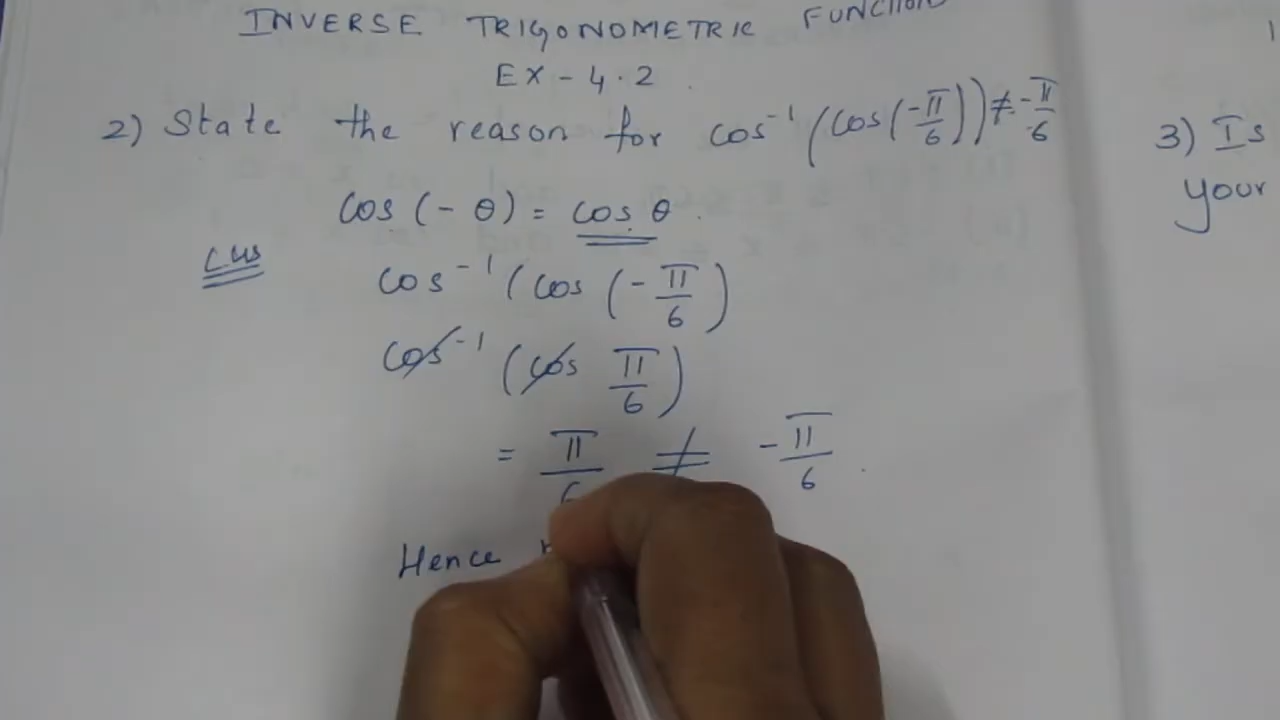 INVERSE TRIGONOMETRIC FUNCTION
EX - 4.2
2) State the reason for cos⁻¹(cos(-π/6)) ≠ -π/6
cos (-θ) = cos θ.
LHS
cos⁻¹(cos(-π/6)
cos⁻¹(cos π/6)
= π/6 ≠ -π/6.
Hence
3) Is
your